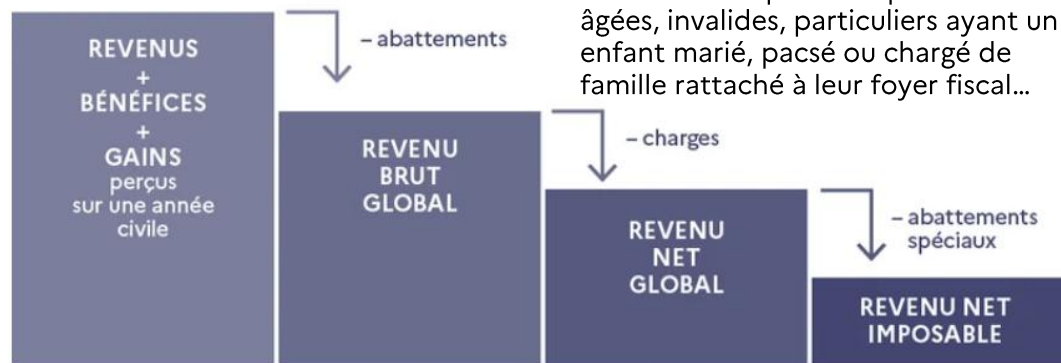 âgées, invalides, particuliers ayant un
enfant marié, pacsé ou chargé de
famille rattaché à leur foyer fiscal...
REVENUS
+
BÉNÉFICES
+
GAINS
perçus
sur une année
civile
– abattements
REVENU
BRUT
GLOBAL
– charges
REVENU
NET
GLOBAL
– abattements
spéciaux
REVENU NET
IMPOSABLE